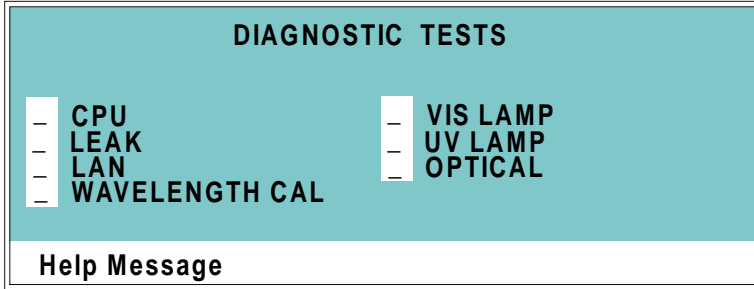 DIAGNOSTIC TESTS
_ CPU
_ LEAK
_ LAN
_ WAVELENGTH CAL
_ VIS LAMP
_ UV LAMP
_ OPTICAL
Help Message